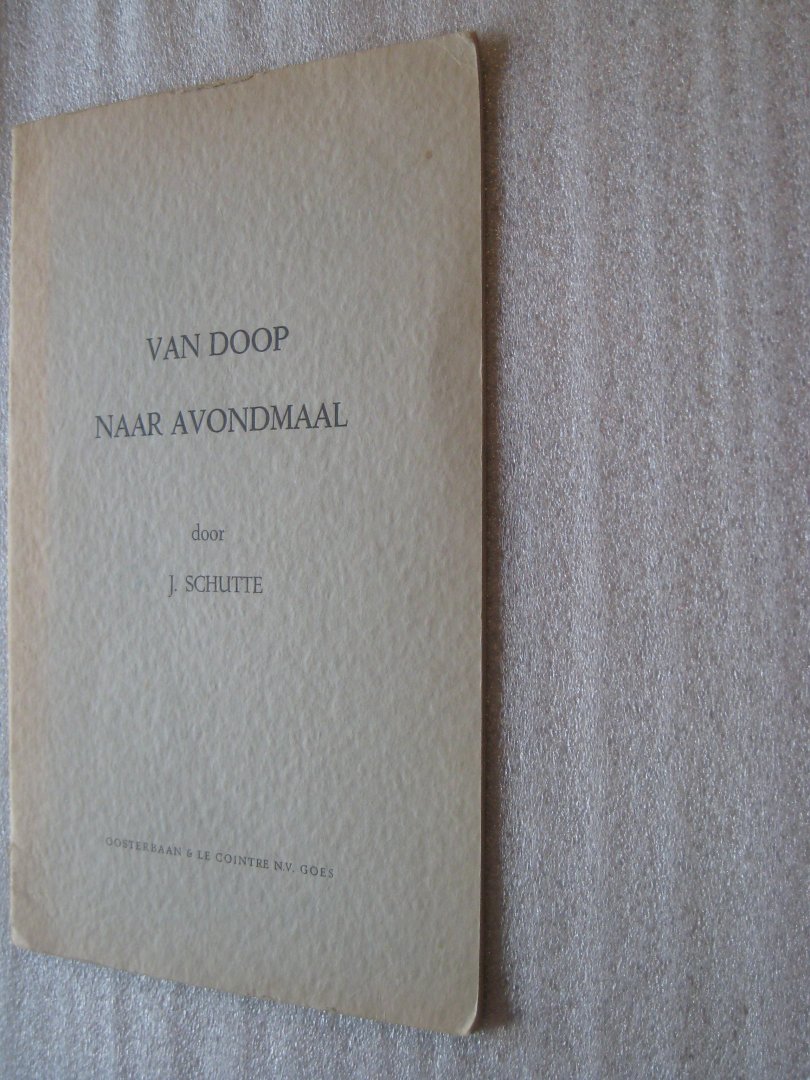 VAN DOOP
NAAR AVONDMAAL
door
J. SCHUTTE
OOSTERBAAN & LE COINTRE N.V. GOES